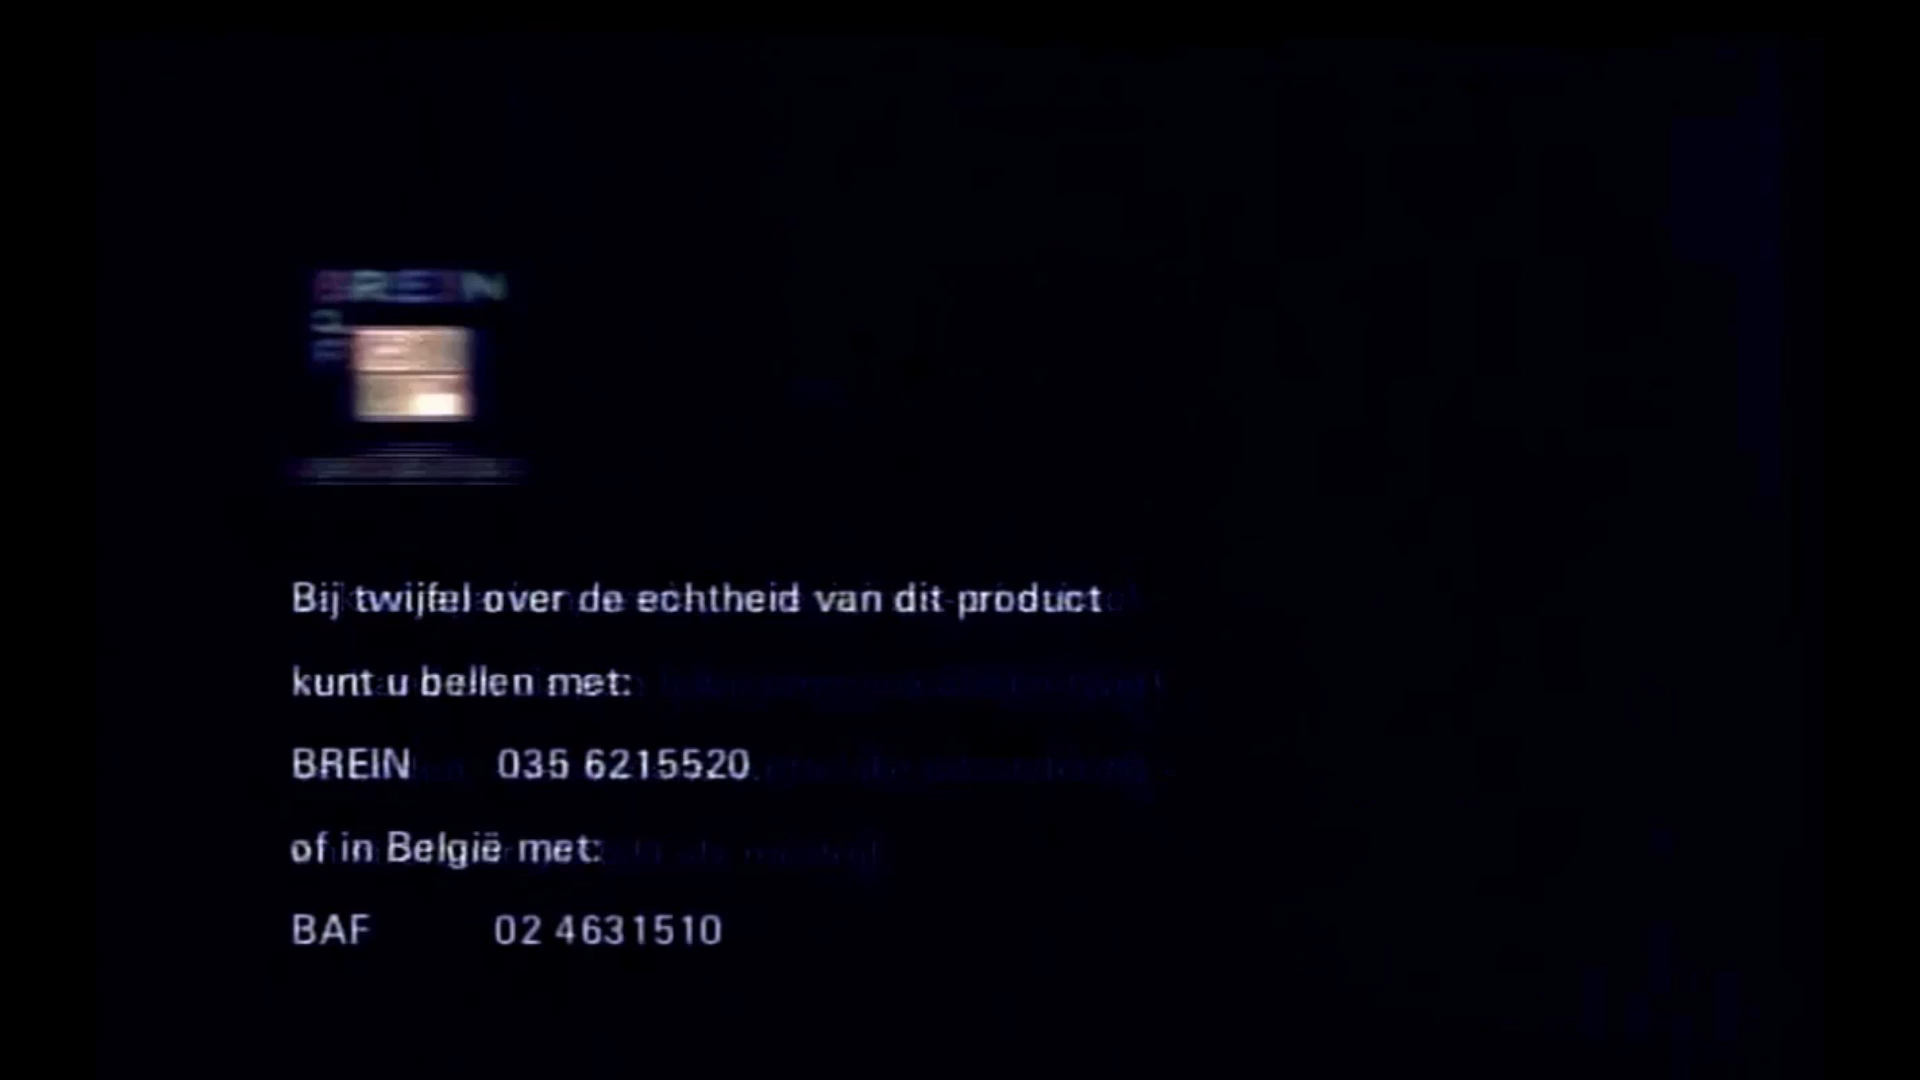 BREIN
Bij twijfel over de echtheid van dit product
kunt u bellen met:
BREIN 035 6215520
of in België met:
BAF 02 4631510